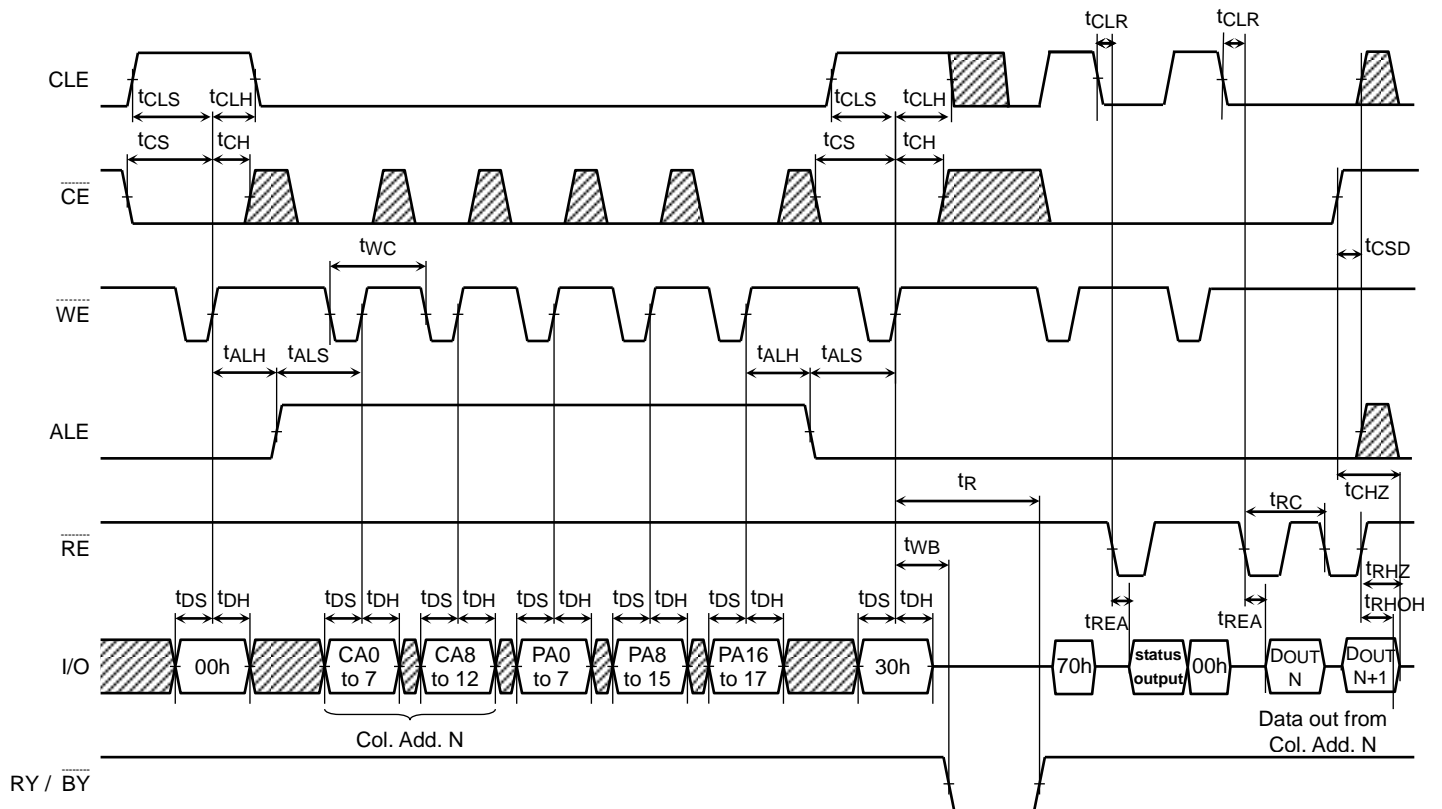 tCLR tCLR
CLE
tCLS tCLH tCLS tCLH
tCS tCH tCS tCH
CE
tWC tCSD
WE
tALH tALS tALH tALS
ALE
tR tCHZ
tRC
RE
tWB
tRHZ
tDS tDH tDS tDH tDS tDH tDS tDH tDS tDH tDS tDH tDS tDH tRHOH
tREA tREA
I/O
00h
CA0
to 7
CA8
to 12
PA0
to 7
PA8
to 15
PA16
to 17
30h
70h
status
output
00h
DOUT
N
DOUT
N+1
Col. Add. N
Data out from
Col. Add. N
RY / BY